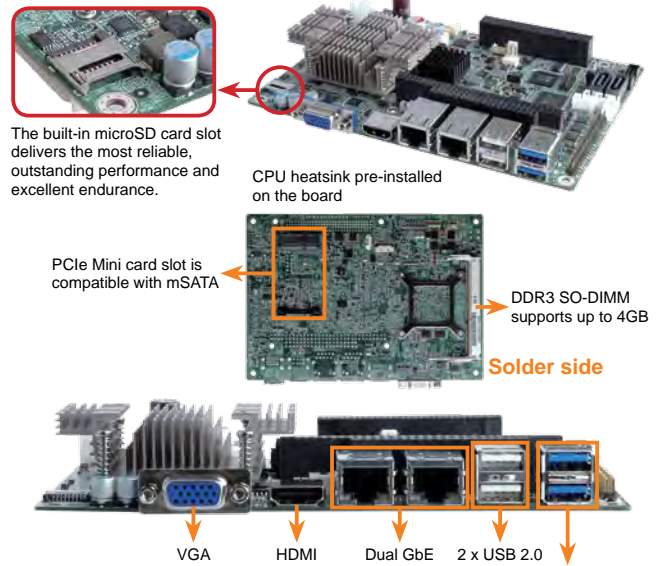 The built-in microSD card slot
delivers the most reliable,
outstanding performance and
excellent endurance.
CPU heatsink pre-installed
on the board
PCIe Mini card slot is
compatible with mSATA
DDR3 SO-DIMM
supports up to 4GB
Solder side
VGA
HDMI
Dual GbE
2 x USB 2.0